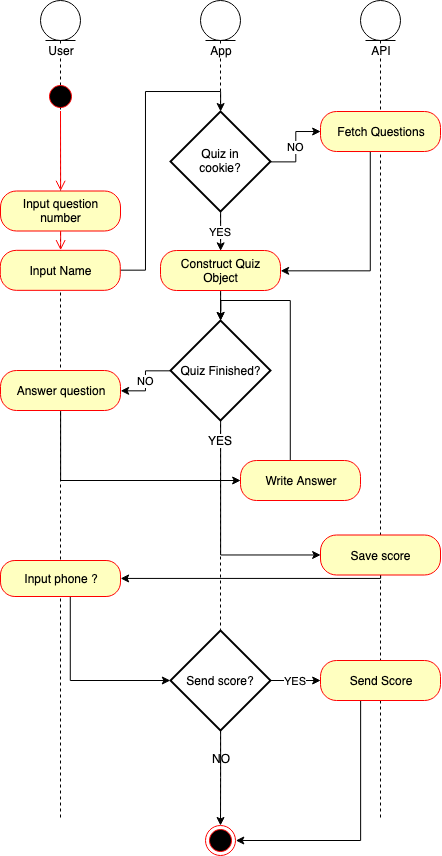 User
App
API
Quiz in
cookie?
NO
Fetch Questions
Input question
number
YES
Input Name
Construct Quiz
Object
Quiz Finished?
NO
Answer question
YES
Write Answer
Save score
Input phone ?
Send score?
YES
Send Score
NO